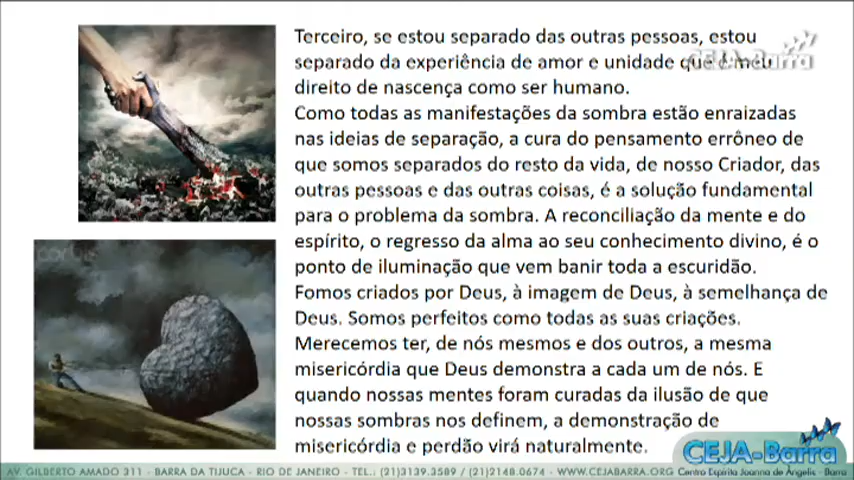 Terceiro, se estou separado das outras pessoas, estou
separado da experiência de amor e unidade que é meu
direito de nascença como ser humano.
Como todas as manifestações da sombra estão enraizadas
nas ideias de separação, a cura do pensamento errôneo de
que somos separados do resto da vida, de nosso Criador, das
outras pessoas e das outras coisas, é a solução fundamental
para o problema da sombra. A reconciliação da mente e do
espírito, o regresso da alma ao seu conhecimento divino, é o
ponto de iluminação que vem banir toda a escuridão.
Fomos criados por Deus, à imagem de Deus, à semelhança de
Deus. Somos perfeitos como todas as suas criações.
Merecemos ter, de nós mesmos e dos outros, a mesma
misericórdia que Deus demonstra a cada um de nós. E
quando nossas mentes foram curadas da ilusão de que
nossas sombras nos definem, a demonstração de
misericórdia e perdão virá naturalmente.
CEJA-Barra
CEJA-Barra
AV. GILBERTO AMADO 311 - BARRA DA TIJUCA - RIO DE JANEIRO - TEL.: (21)3139.3589 / (21)2148.0674 - WWW.CEJABARRA.ORG Centro Espírita Joanna de Ângelis - Barra